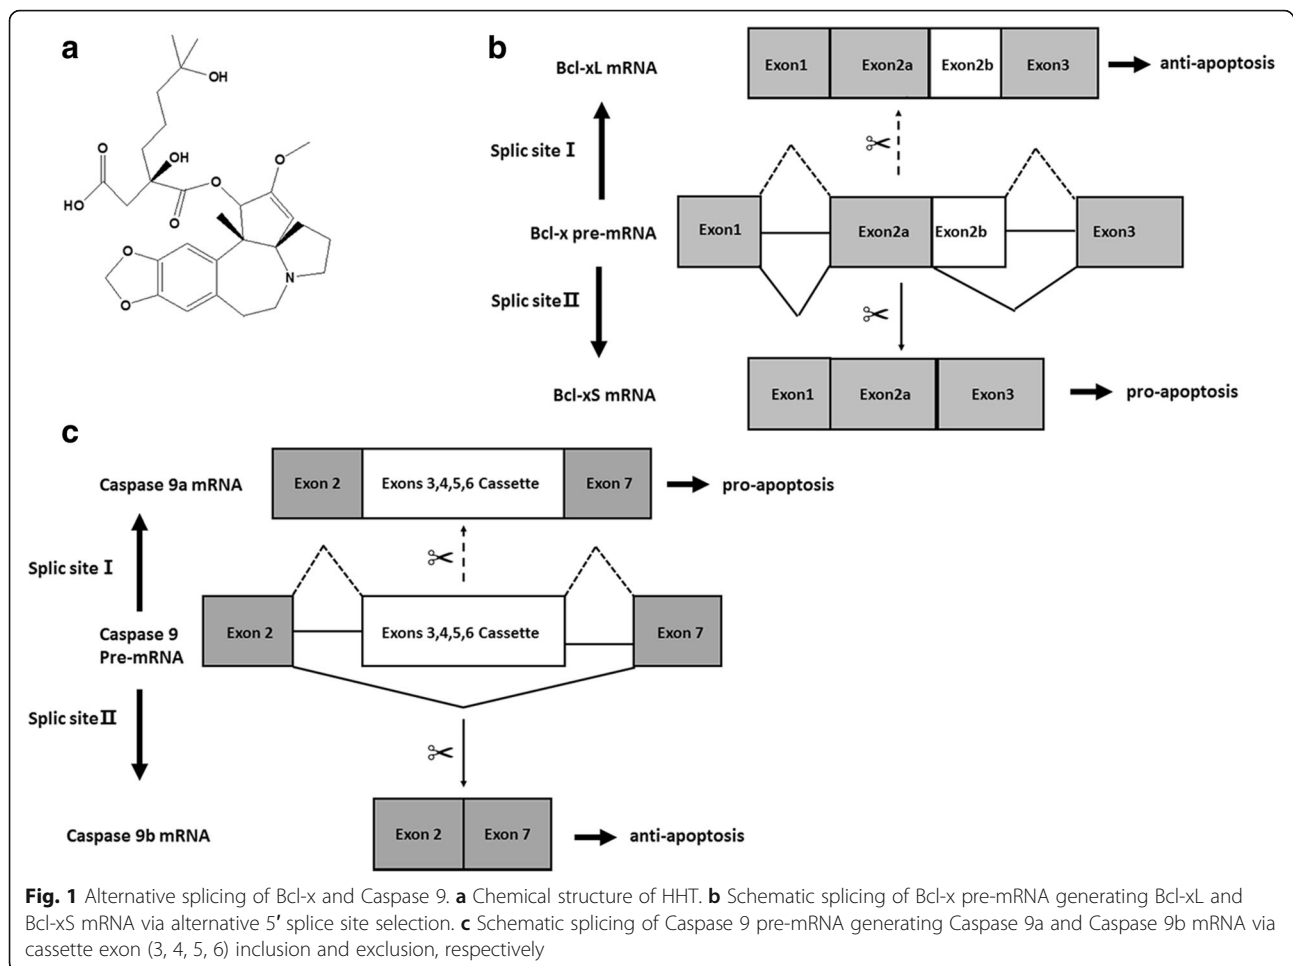 a
OH
O
OH
HO
O
O
O
O
O
N
b
Bcl-xL mRNA
Exon1 Exon2a Exon2b Exon3
anti-apoptosis
Splic site I
Bcl-x pre-mRNA
Exon1 Exon2a Exon2b Exon3
Splic site II
Bcl-xS mRNA
Exon1 Exon2a Exon3
pro-apoptosis
c
Caspase 9a mRNA
Exon 2 Exons 3,4,5,6 Cassette Exon 7
pro-apoptosis
Splic site I
Caspase 9
Pre-mRNA
Exon 2 Exons 3,4,5,6 Cassette Exon 7
Splic site II
Caspase 9b mRNA
Exon 2 Exon 7
anti-apoptosis
Fig. 1 Alternative splicing of Bcl-x and Caspase 9. a Chemical structure of HHT. b Schematic splicing of Bcl-x pre-mRNA generating Bcl-xL and
Bcl-xS mRNA via alternative 5′ splice site selection. c Schematic splicing of Caspase 9 pre-mRNA generating Caspase 9a and Caspase 9b mRNA via
cassette exon (3, 4, 5, 6) inclusion and exclusion, respectively